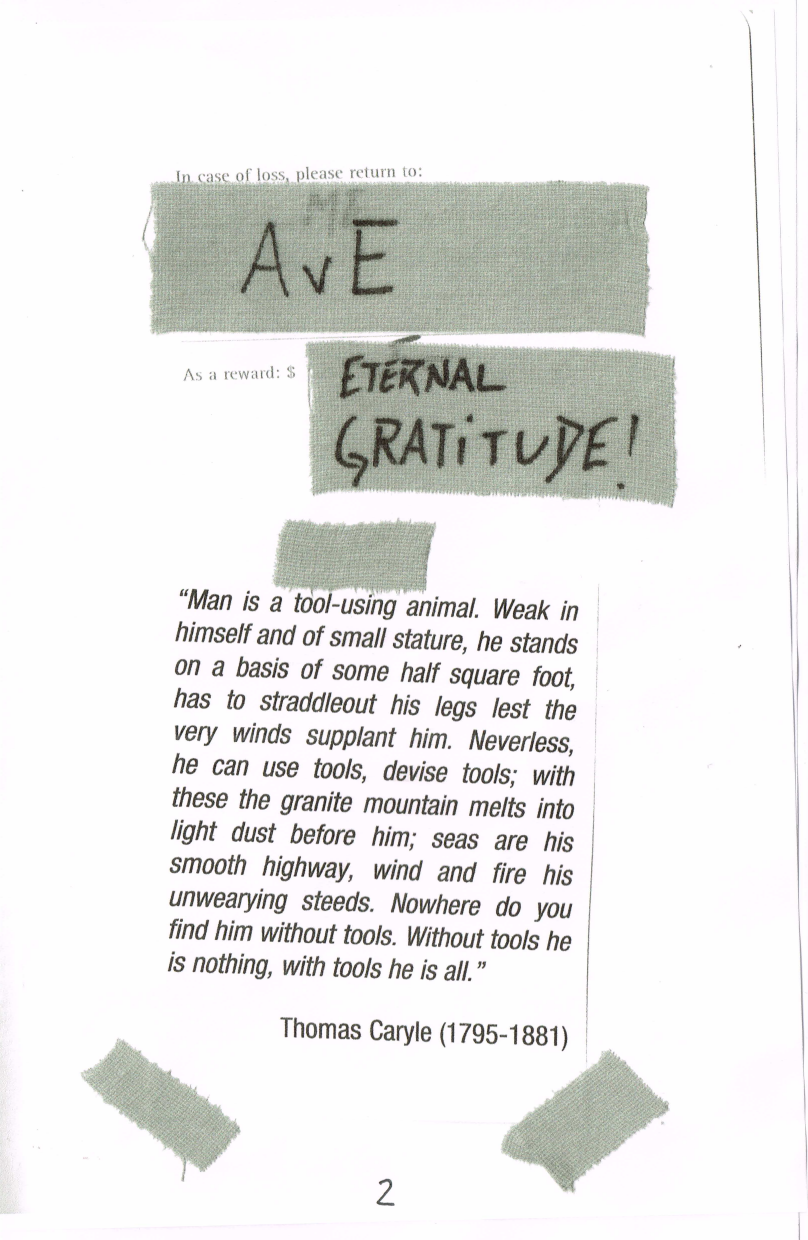 In case of loss, please return to:
ME
AvE
As a reward: $
ETERNAL
GRATiTUDE!
“Man is a tool-using animal. Weak in
himself and of small stature, he stands
on a basis of some half square foot,
has to straddleout his legs lest the
very winds supplant him. Neverless,
he can use tools, devise tools; with
these the granite mountain melts into
light dust before him; seas are his
smooth highway, wind and fire his
unwearying steeds. Nowhere do you
find him without tools. Without tools he
is nothing, with tools he is all.”
Thomas Caryle (1795-1881)
2